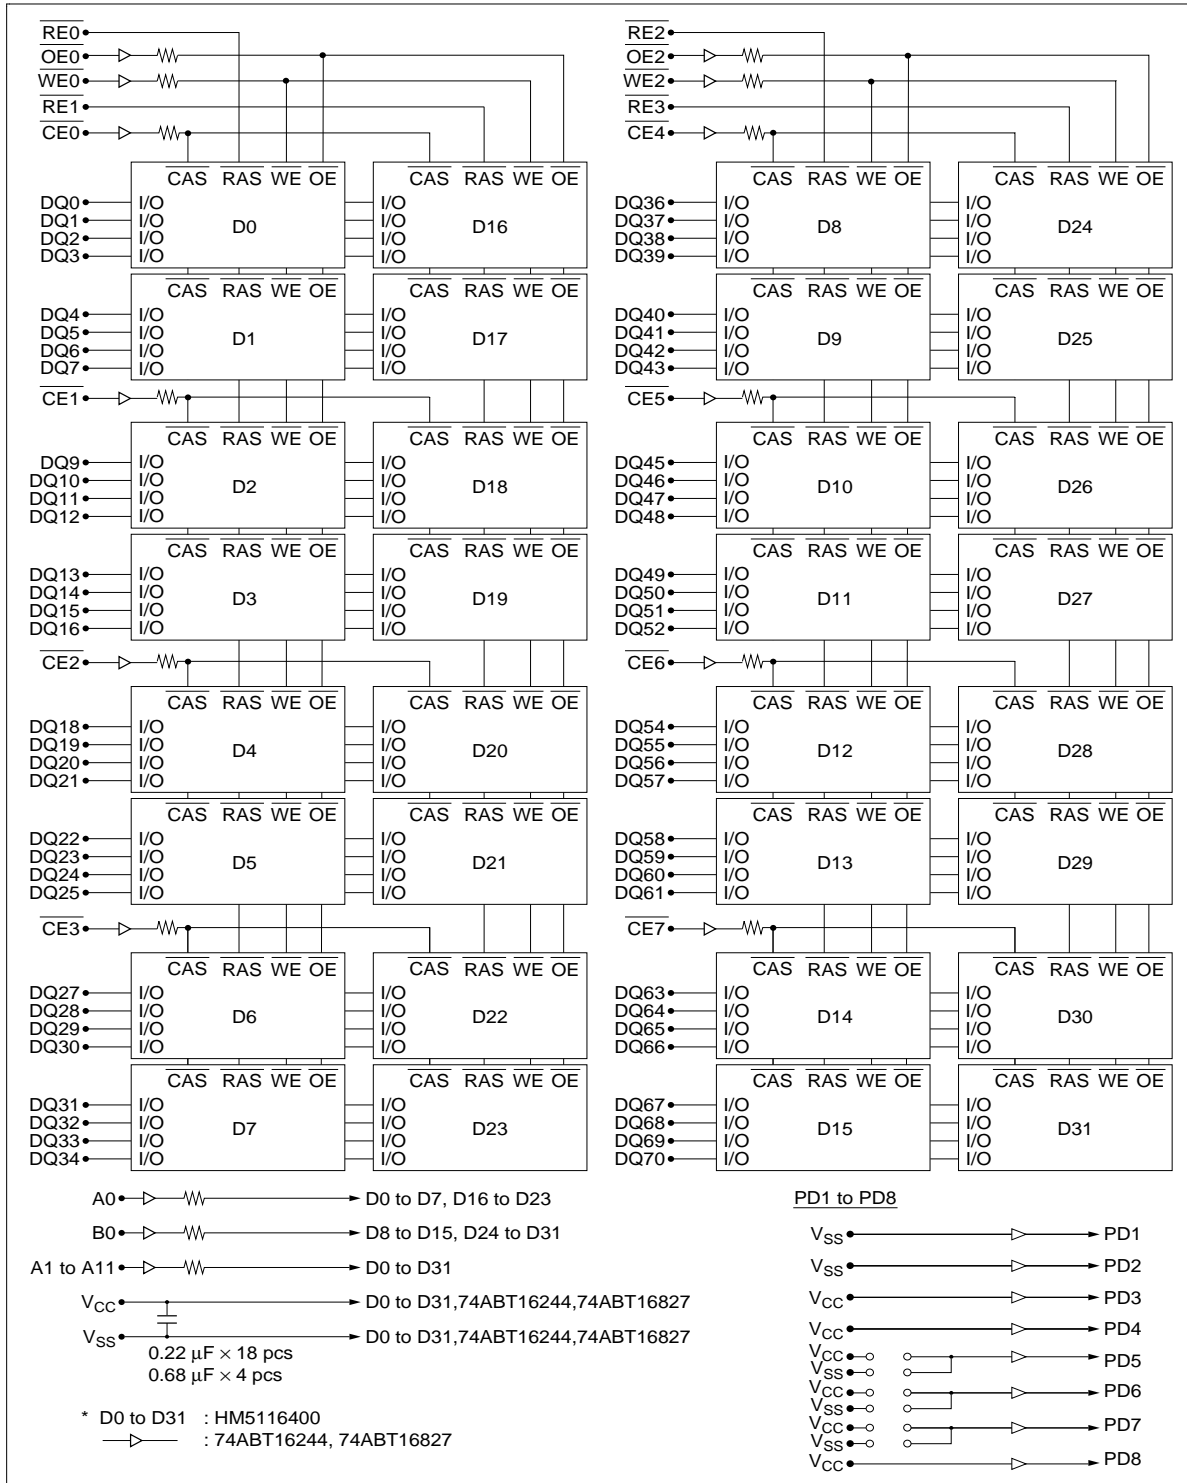 RE0
OE0
WE0
RE1
CE0
CAS RAS WE OE CAS RAS WE OE
DQ0 I/O I/O
DQ1 I/O D0 I/O D16
DQ2 I/O I/O
DQ3 I/O I/O
CAS RAS WE OE CAS RAS WE OE
DQ4 I/O I/O
DQ5 I/O D1 I/O D17
DQ6 I/O I/O
DQ7 I/O I/O
CE1
CAS RAS WE OE CAS RAS WE OE
DQ9 I/O I/O
DQ10 I/O D2 I/O D18
DQ11 I/O I/O
DQ12 I/O I/O
CAS RAS WE OE CAS RAS WE OE
DQ13 I/O I/O
DQ14 I/O D3 I/O D19
DQ15 I/O I/O
DQ16 I/O I/O
CE2
CAS RAS WE OE CAS RAS WE OE
DQ18 I/O I/O
DQ19 I/O D4 I/O D20
DQ20 I/O I/O
DQ21 I/O I/O
CAS RAS WE OE CAS RAS WE OE
DQ22 I/O I/O
DQ23 I/O D5 I/O D21
DQ24 I/O I/O
DQ25 I/O I/O
CE3
CAS RAS WE OE CAS RAS WE OE
DQ27 I/O I/O
DQ28 I/O D6 I/O D22
DQ29 I/O I/O
DQ30 I/O I/O
CAS RAS WE OE CAS RAS WE OE
DQ31 I/O I/O
DQ32 I/O D7 I/O D23
DQ33 I/O I/O
DQ34 I/O I/O
RE2
OE2
WE2
RE3
CE4
CAS RAS WE OE CAS RAS WE OE
DQ36 I/O I/O
DQ37 I/O D8 I/O D24
DQ38 I/O I/O
DQ39 I/O I/O
CAS RAS WE OE CAS RAS WE OE
DQ40 I/O I/O
DQ41 I/O D9 I/O D25
DQ42 I/O I/O
DQ43 I/O I/O
CE5
CAS RAS WE OE CAS RAS WE OE
DQ45 I/O I/O
DQ46 I/O D10 I/O D26
DQ47 I/O I/O
DQ48 I/O I/O
CAS RAS WE OE CAS RAS WE OE
DQ49 I/O I/O
DQ50 I/O D11 I/O D27
DQ51 I/O I/O
DQ52 I/O I/O
CE6
CAS RAS WE OE CAS RAS WE OE
DQ54 I/O I/O
DQ55 I/O D12 I/O D28
DQ56 I/O I/O
DQ57 I/O I/O
CAS RAS WE OE CAS RAS WE OE
DQ58 I/O I/O
DQ59 I/O D13 I/O D29
DQ60 I/O I/O
DQ61 I/O I/O
CE7
CAS RAS WE OE CAS RAS WE OE
DQ63 I/O I/O
DQ64 I/O D14 I/O D30
DQ65 I/O I/O
DQ66 I/O I/O
CAS RAS WE OE CAS RAS WE OE
DQ67 I/O I/O
DQ68 I/O D15 I/O D31
DQ69 I/O I/O
DQ70 I/O I/O
A0 D0 to D7, D16 to D23
B0 D8 to D15, D24 to D31
A1 to A11 D0 to D31
VCC D0 to D31,74ABT16244,74ABT16827
VSS D0 to D31,74ABT16244,74ABT16827
0.22 µF × 18 pcs
0.68 µF × 4 pcs
* D0 to D31 : HM5116400
: 74ABT16244, 74ABT16827
PD1 to PD8
VSS PD1
VSS PD2
VCC PD3
VCC PD4
VCC PD5
VSS
VCC PD6
VSS
VCC PD7
VSS
VCC PD8